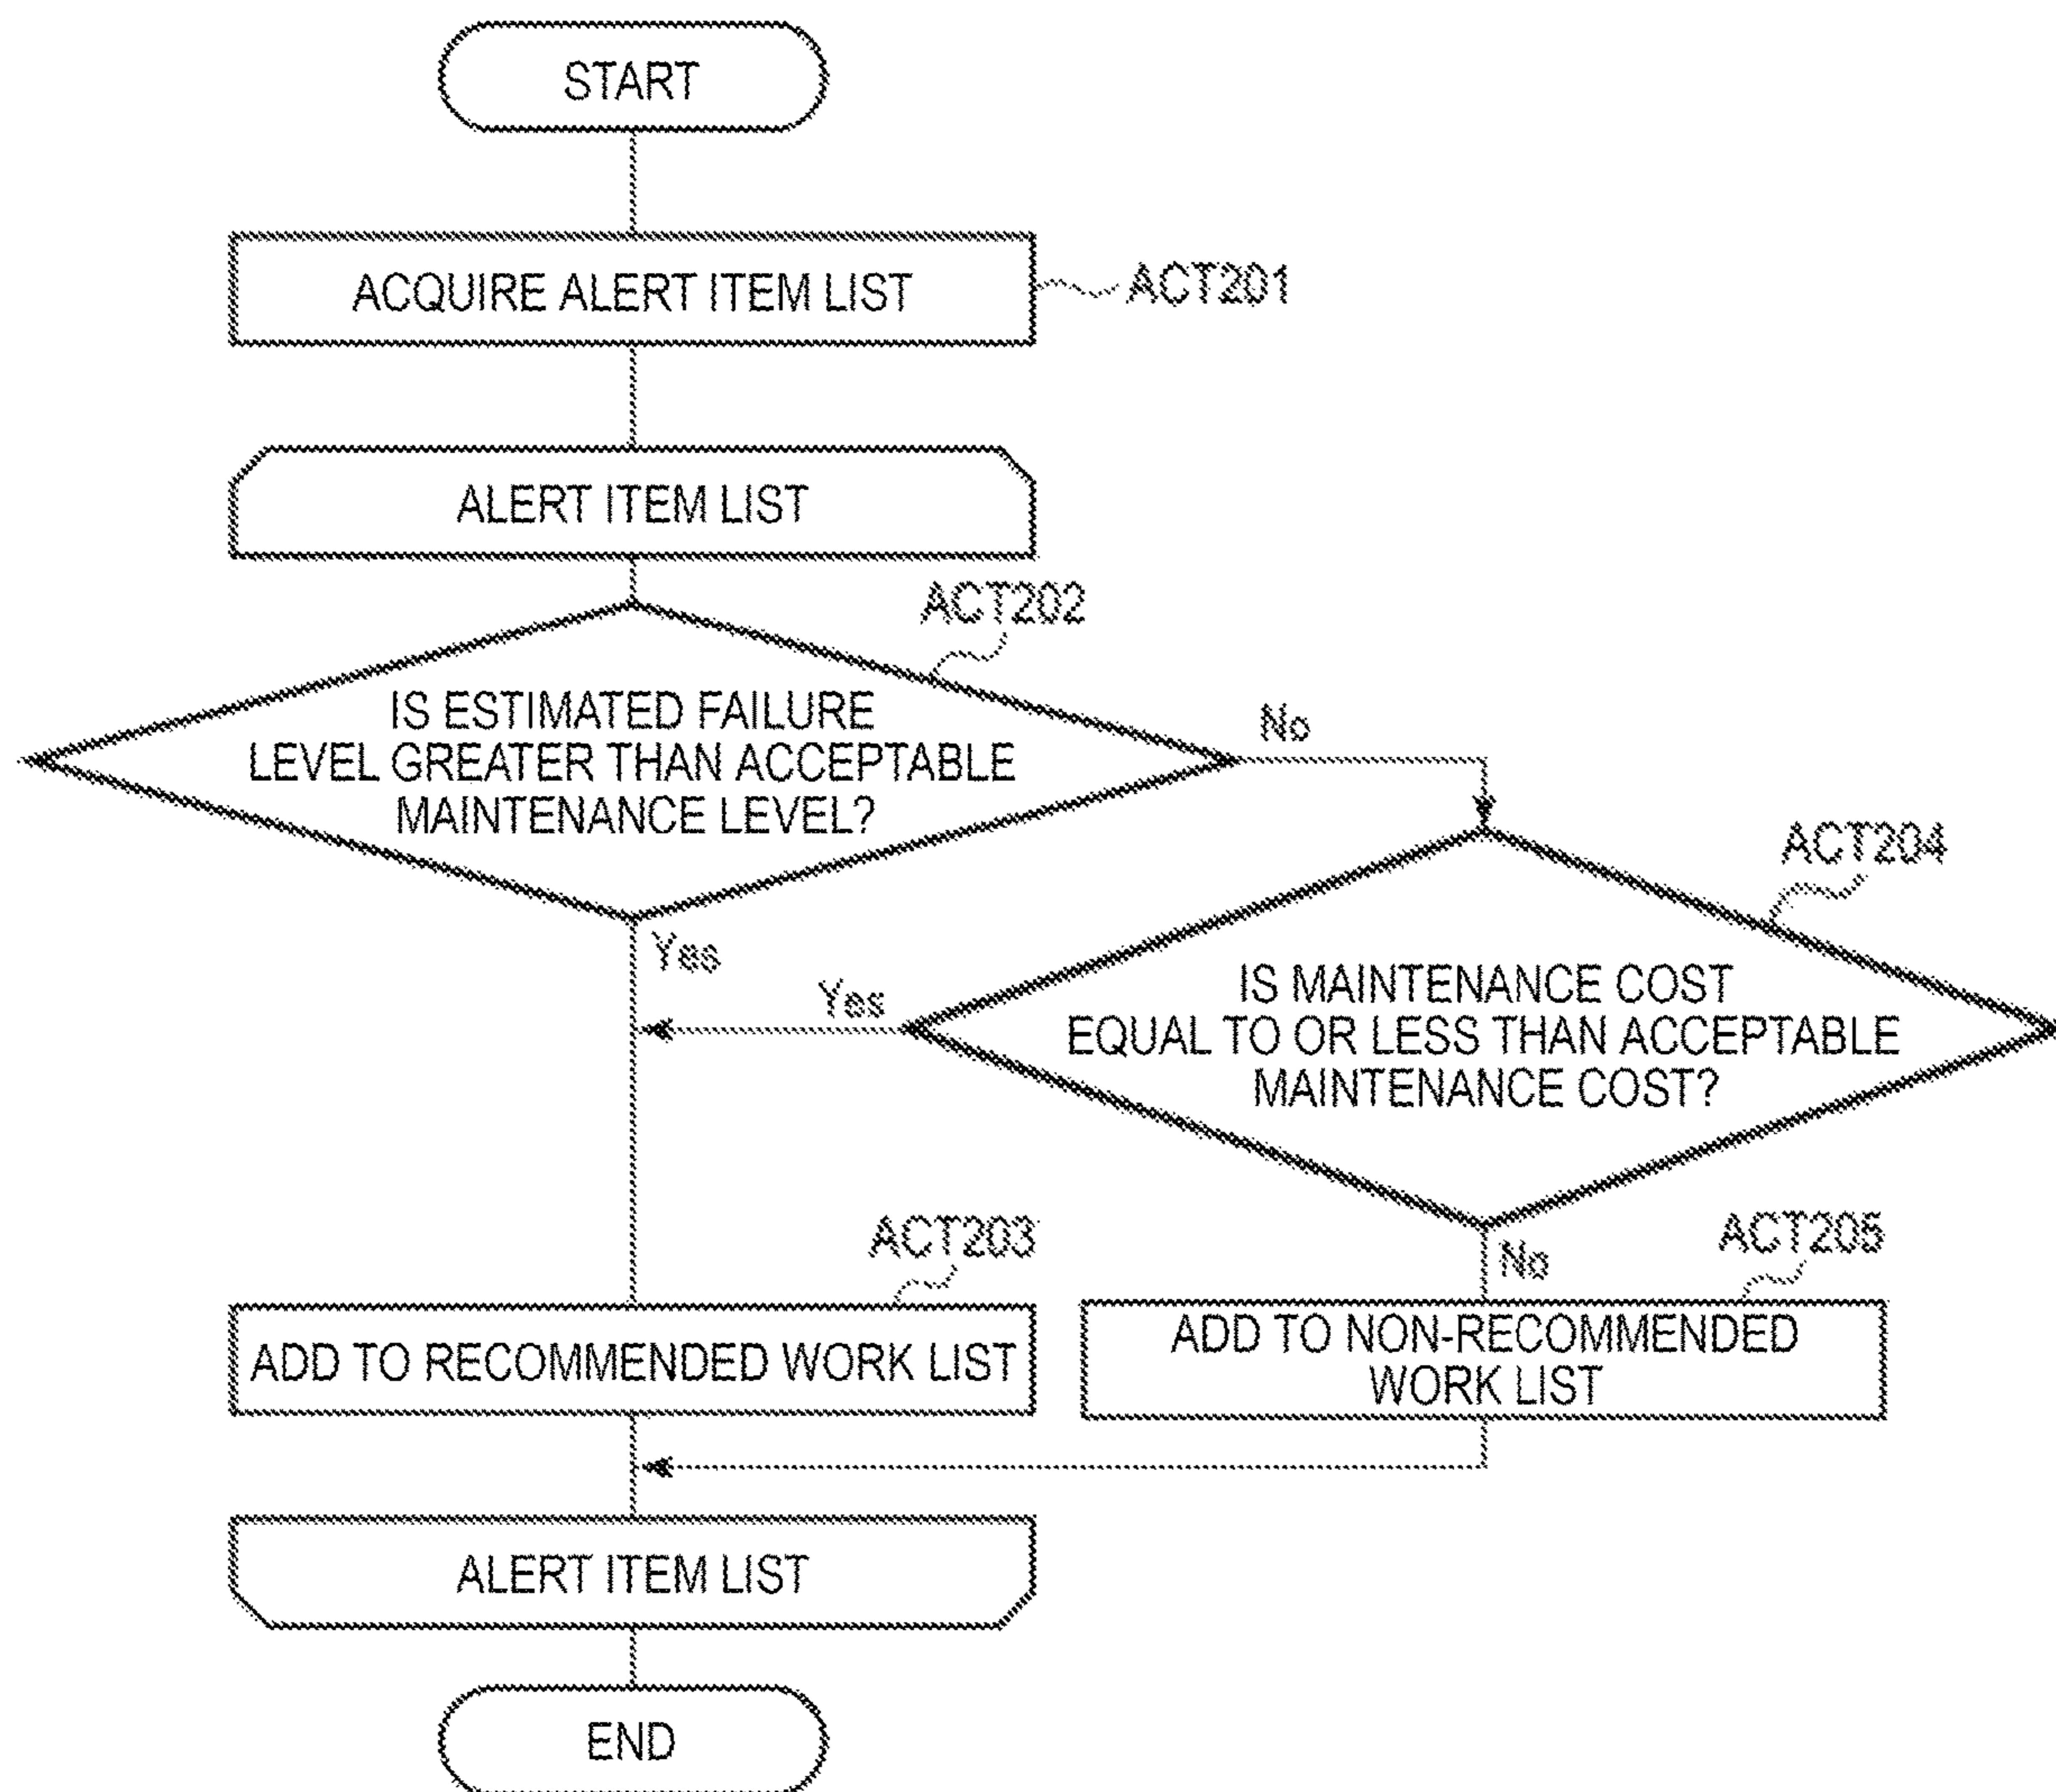 START
ACQUIRE ALERT ITEM LIST
ACT201
ALERT ITEM LIST
ACT202
IS ESTIMATED FAILURE
LEVEL GREATER THAN ACCEPTABLE
MAINTENANCE LEVEL?
No
Yes
ACT204
IS MAINTENANCE COST
EQUAL TO OR LESS THAN ACCEPTABLE
MAINTENANCE COST?
Yes
No
ACT203
ADD TO RECOMMENDED WORK LIST
ACT205
ADD TO NON-RECOMMENDED
WORK LIST
ALERT ITEM LIST
END